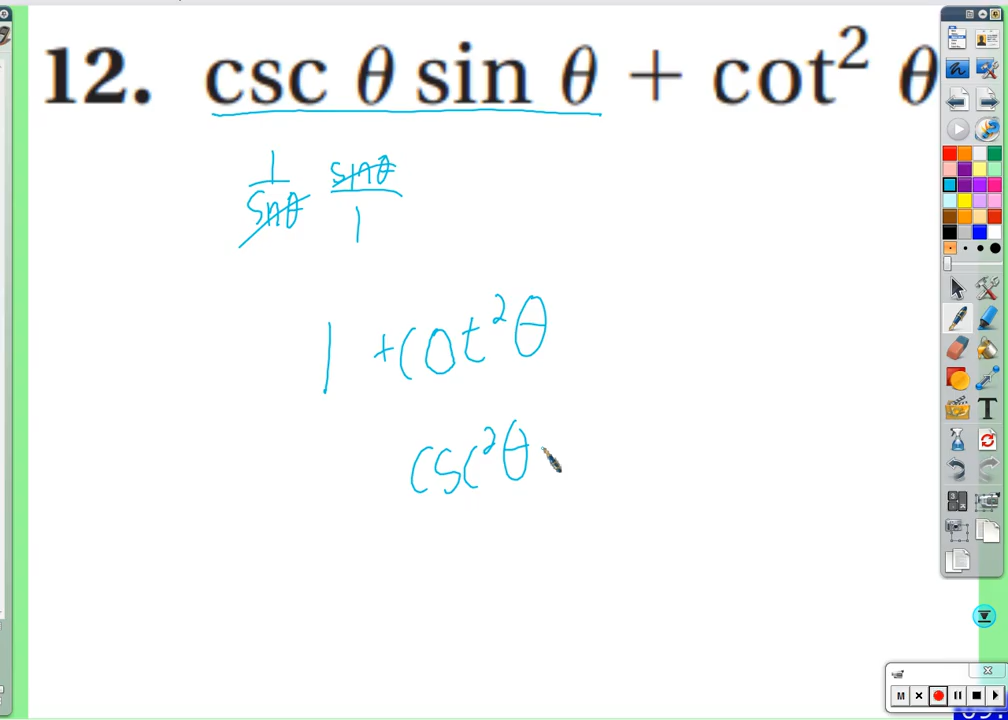 12. csc θ sin θ + cot² θ
1 sinθ
sinθ 1
1 + cot²θ
csc²θ
T
M